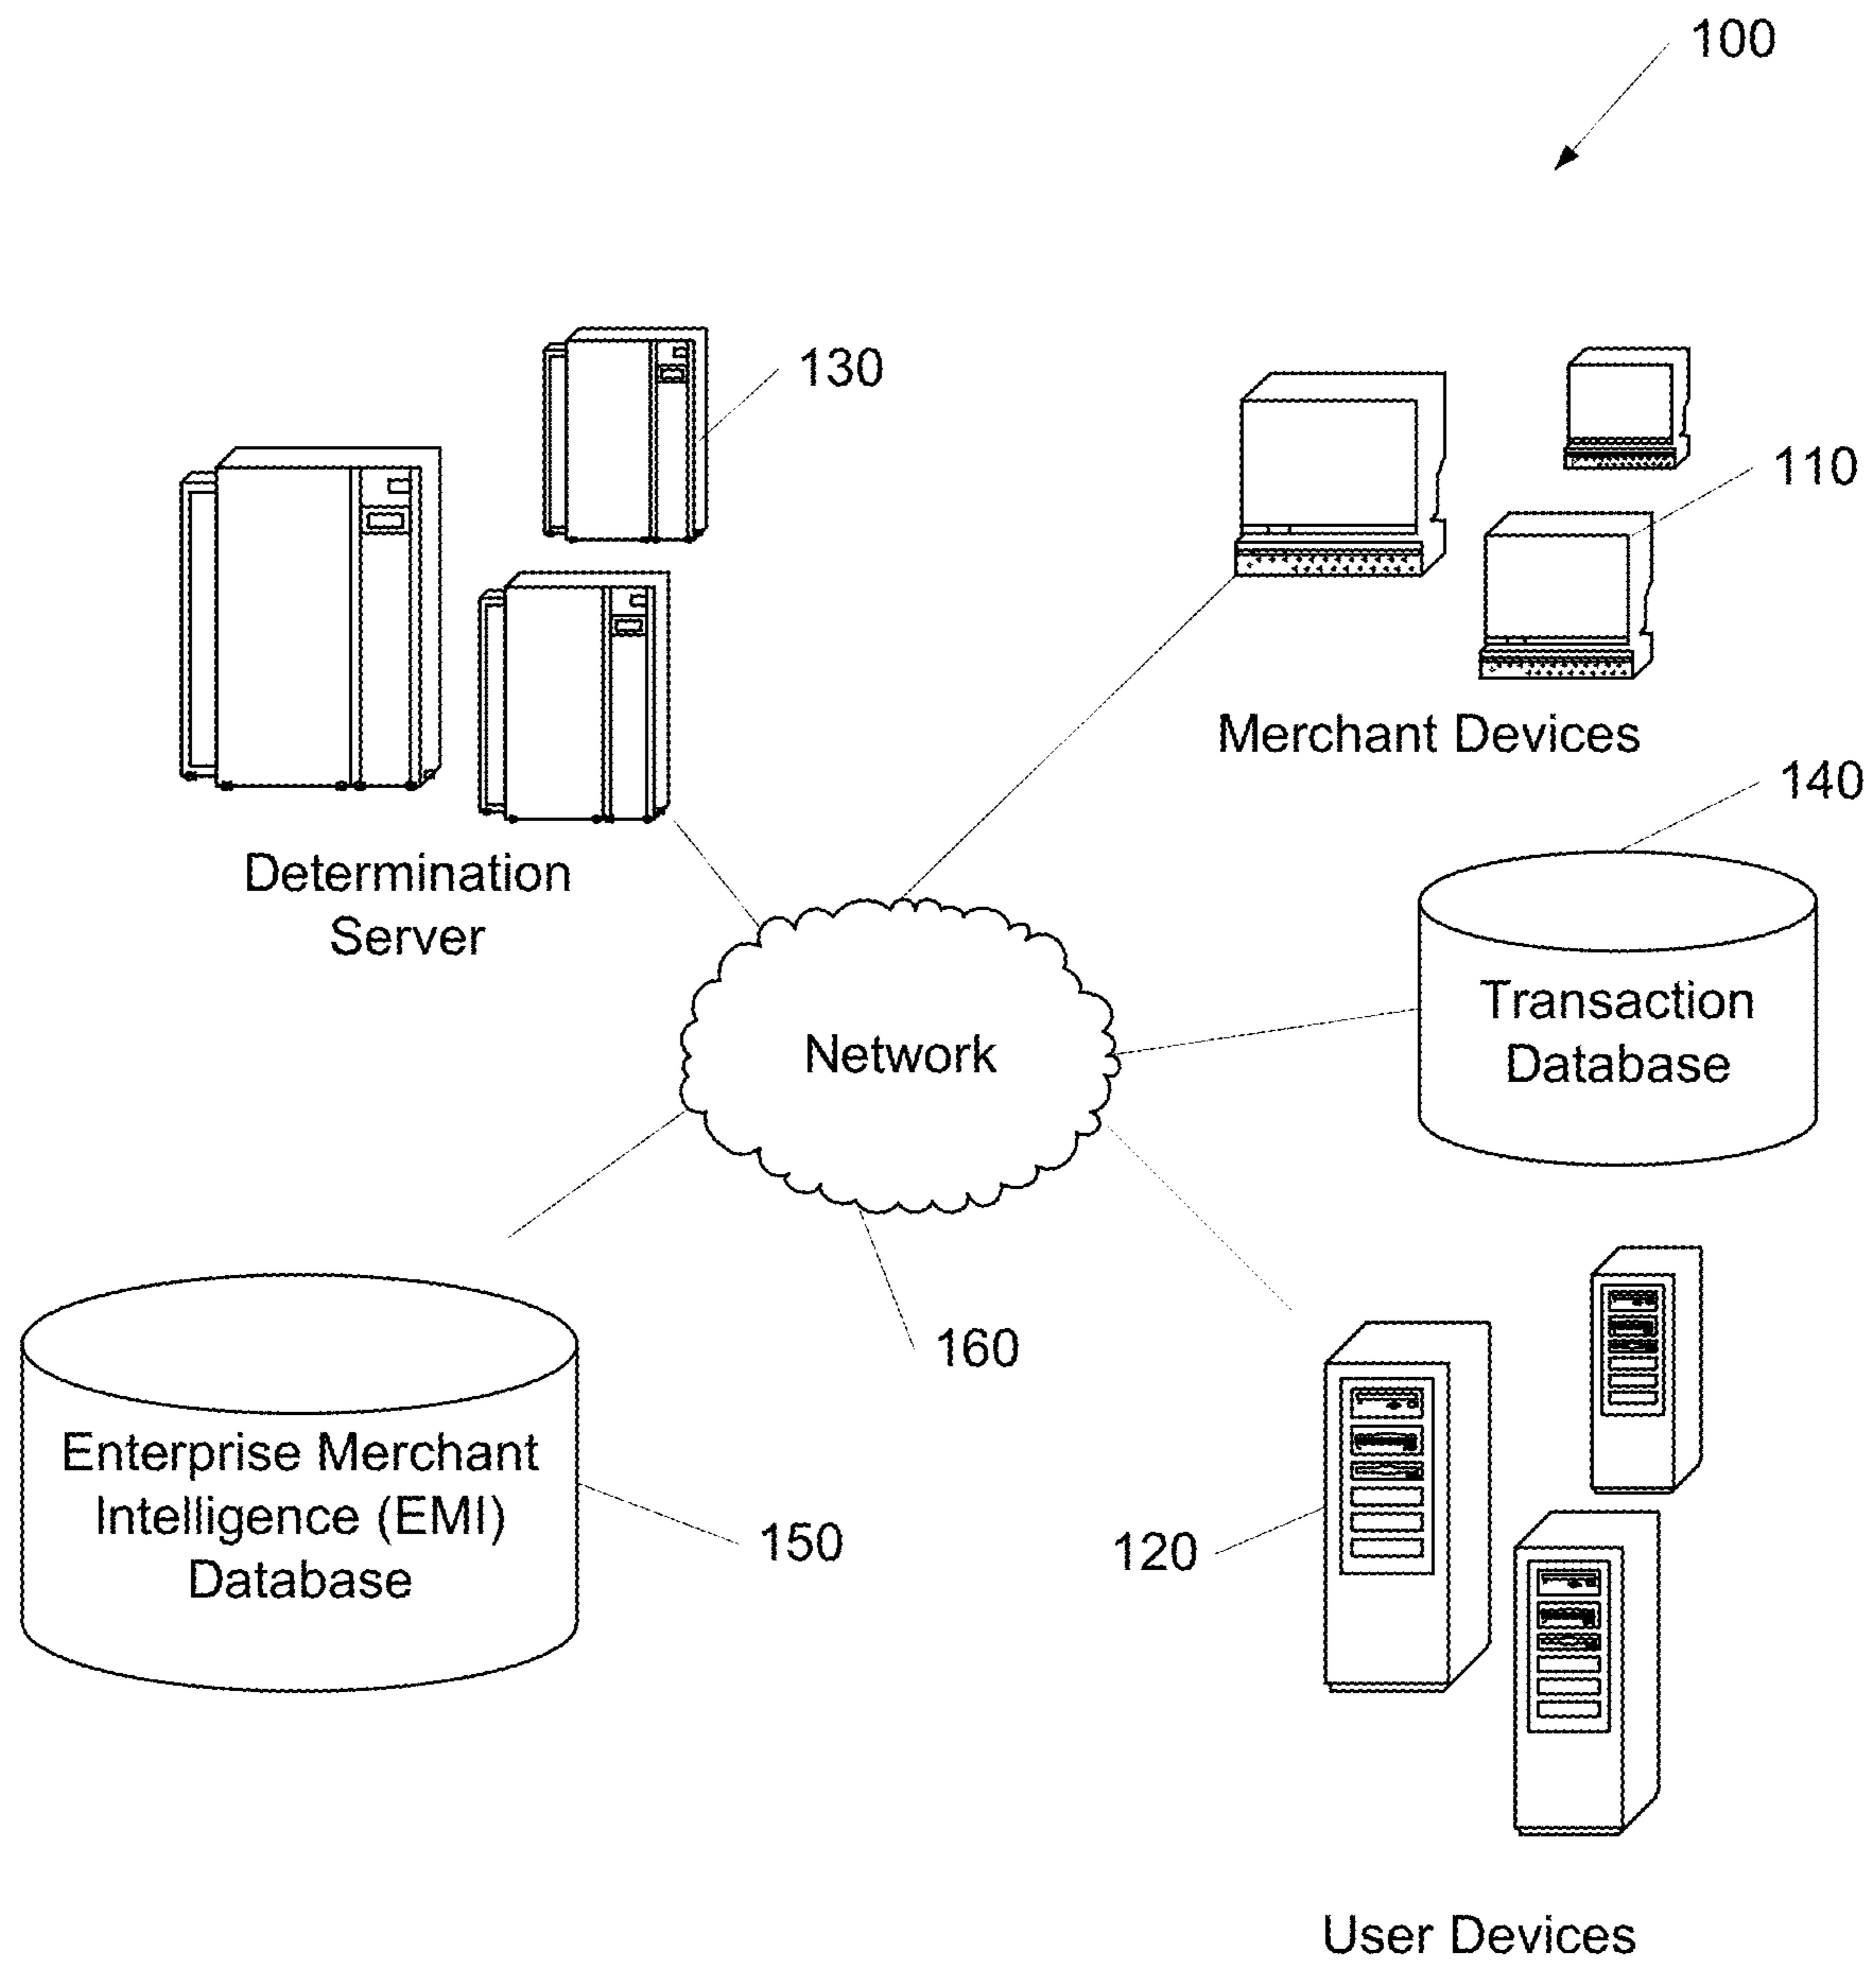 100
130
110
Merchant Devices
140
Determination
Server
Transaction
Database
Network
160
Enterprise Merchant
Intelligence (EMI)
Database
150
120
User Devices